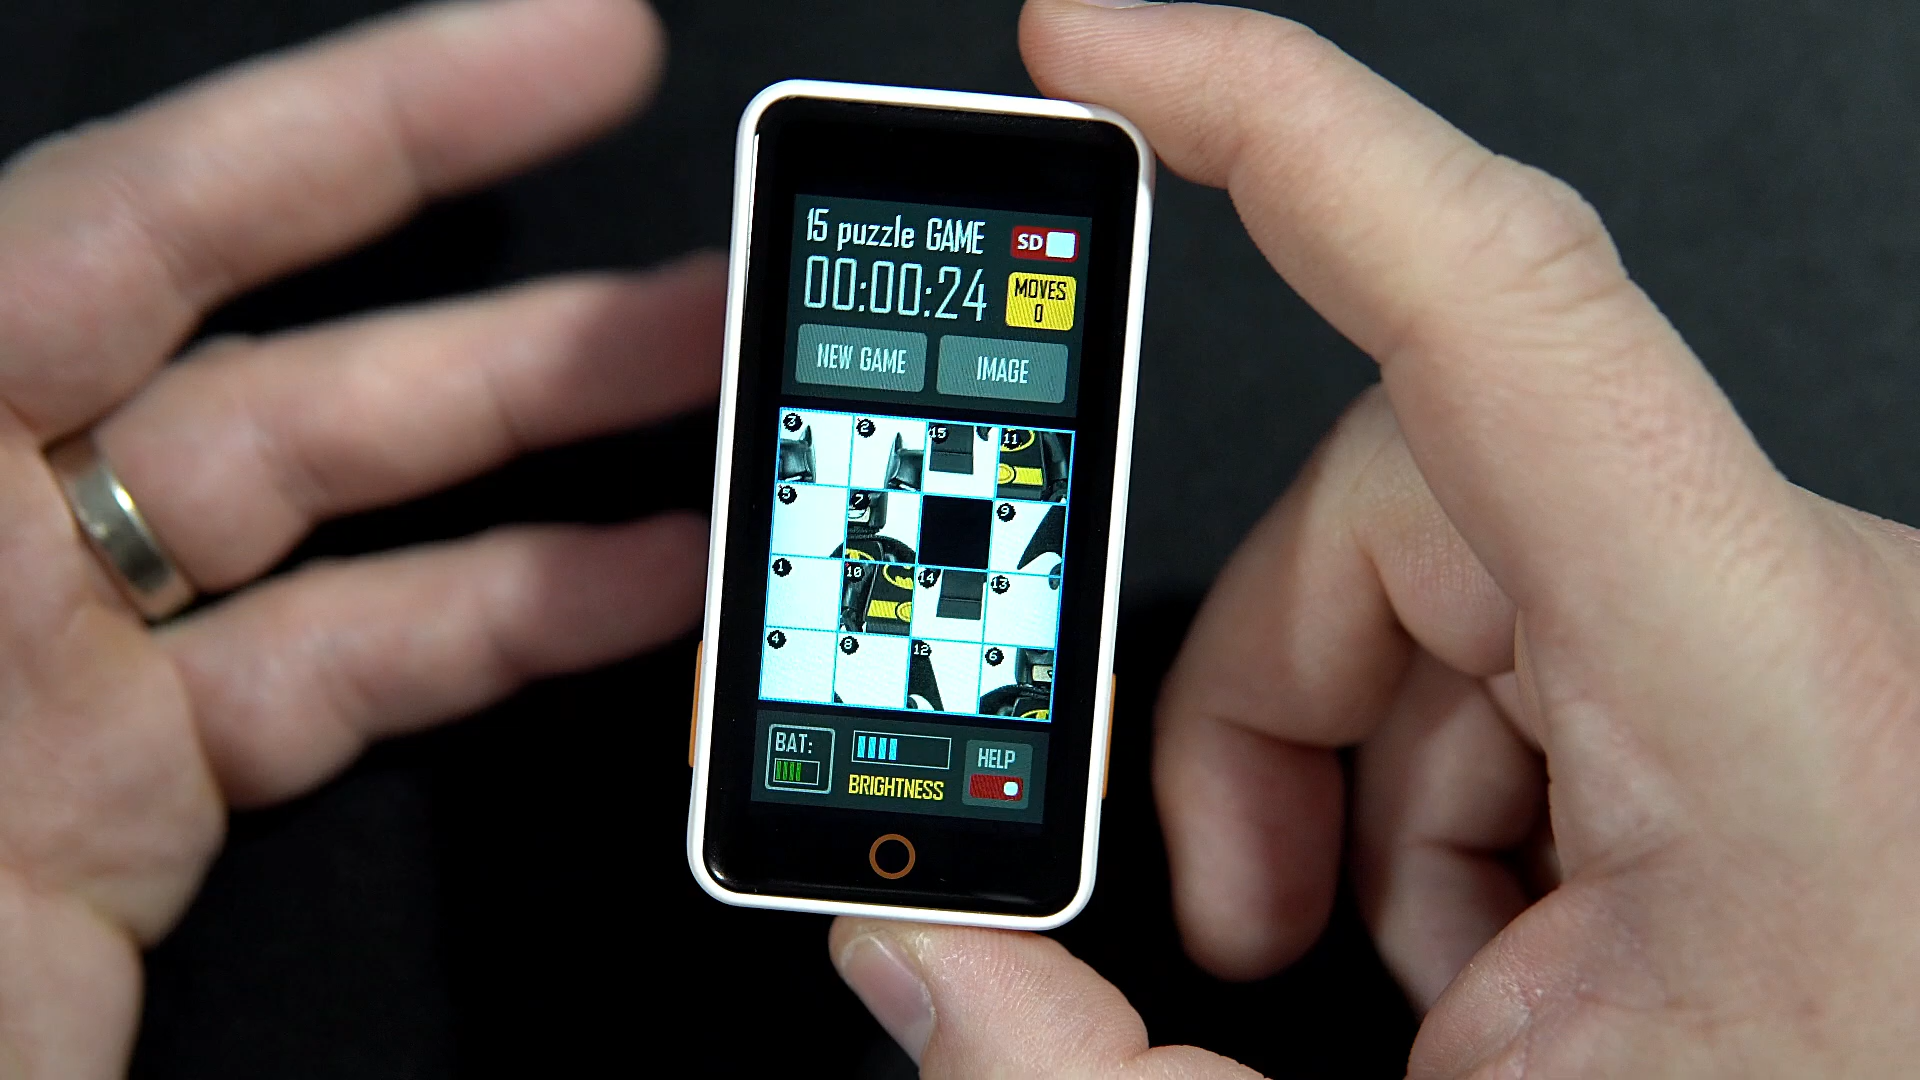 15 puzzle GAME
SD
00:00:24
MOVES
0
NEW GAME
IMAGE
3 2 15 11
5 7 9
1 10 14 13
4 8 12 6
BAT:
BRIGHTNESS
HELP